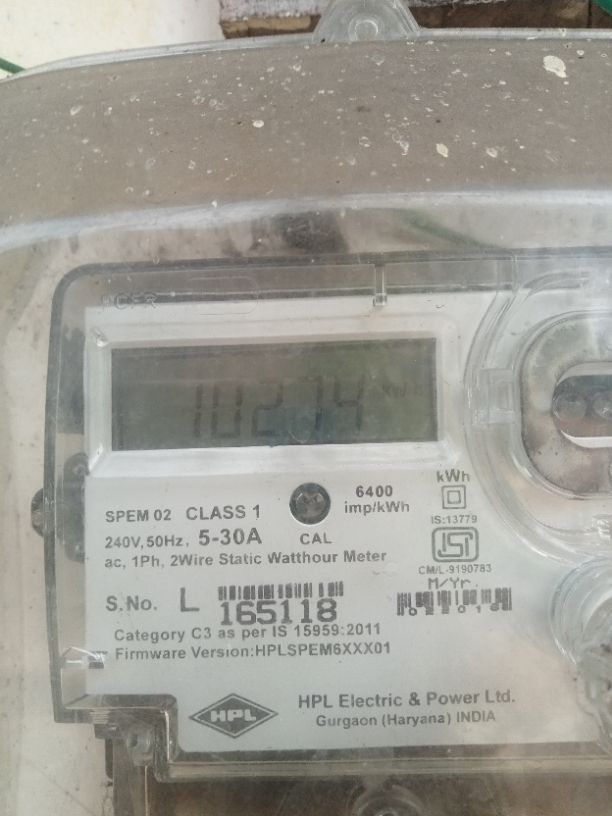 10274 kWh
kWh
SPEM 02 CLASS 1
6400
imp/kWh
IS:13779
240V, 50Hz, 5-30A
CAL
ac, 1Ph, 2Wire Static Watthour Meter
ISI
CM/L-9190783
M/Yr.
S.No. L 165118
Category C3 as per IS 15959:2011
Firmware Version:HPLSPEM6XXX01
HPL
HPL Electric & Power Ltd.
Gurgaon (Haryana) INDIA